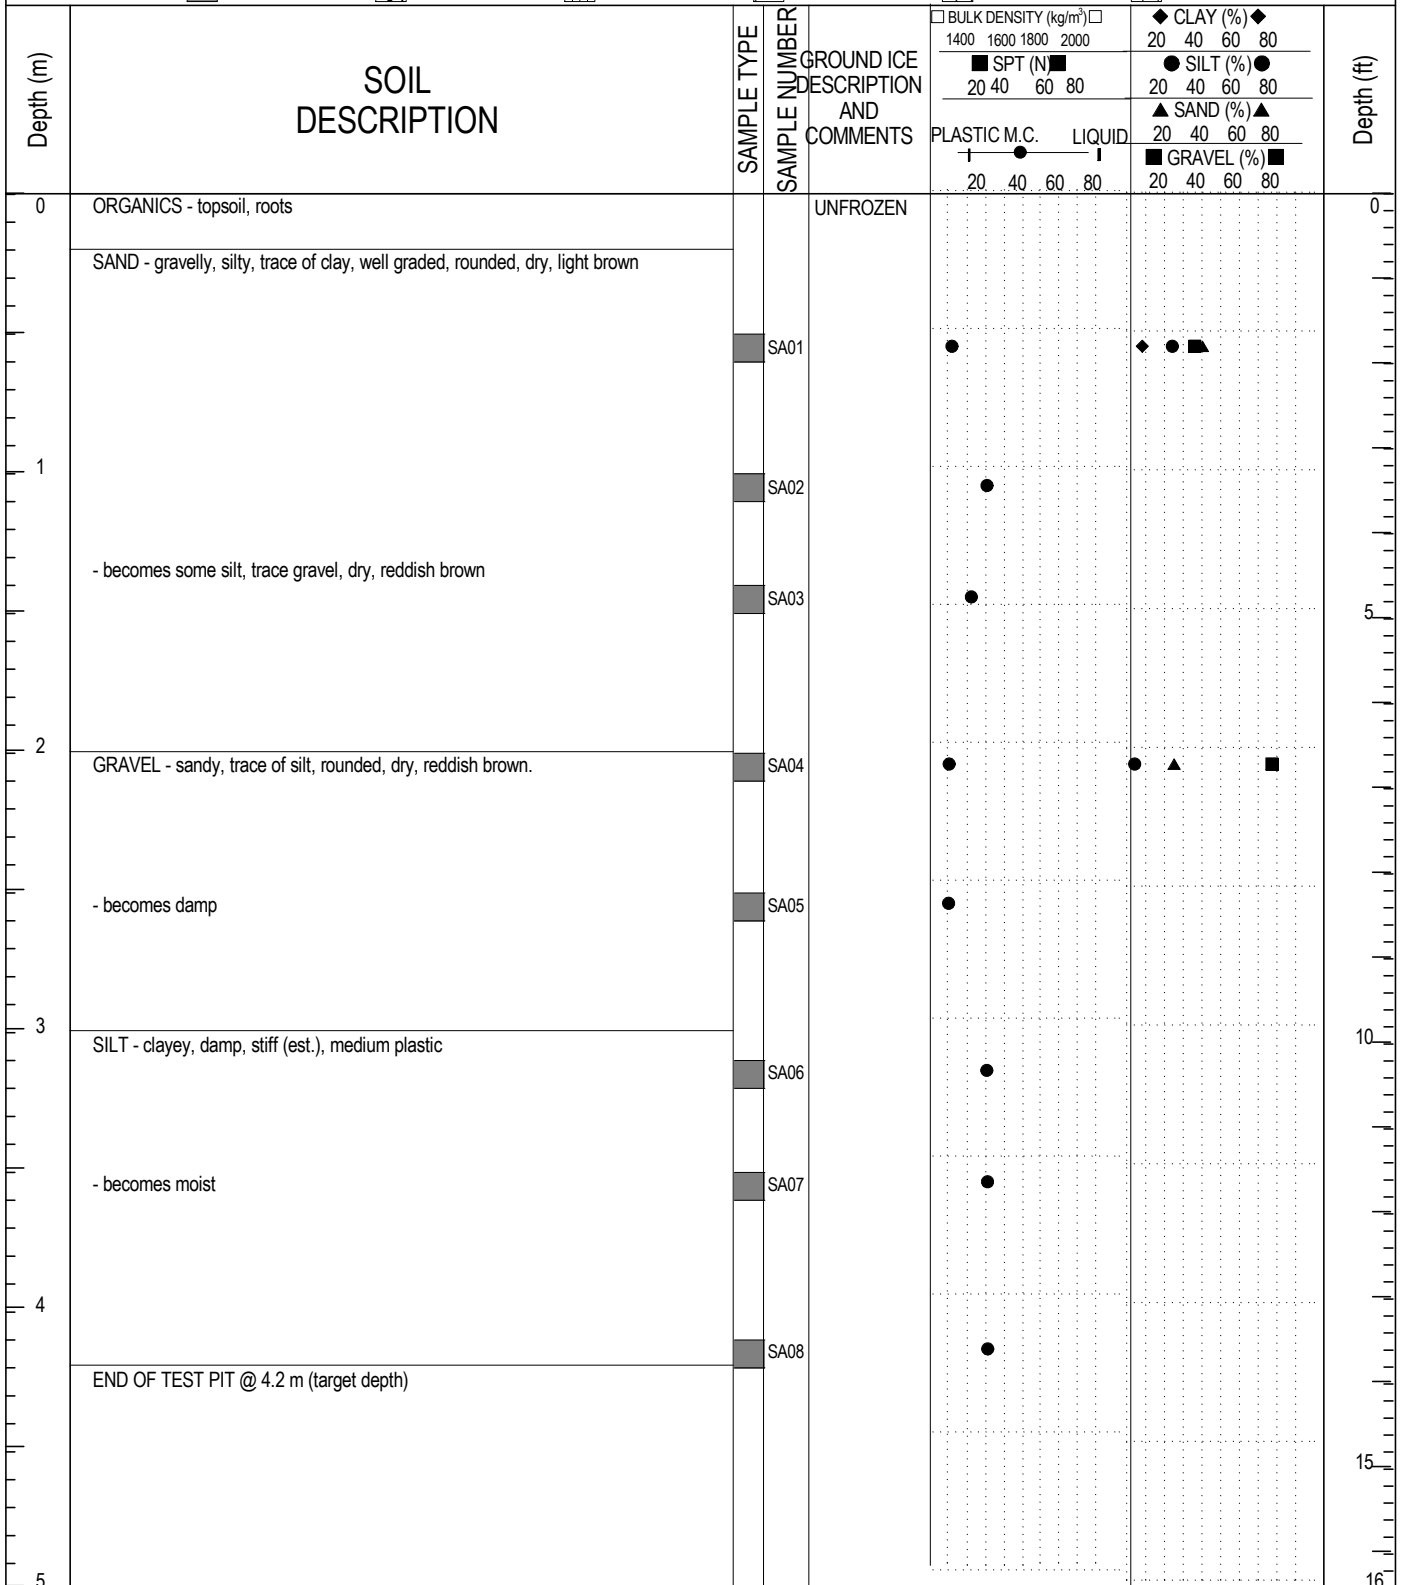 Depth (m)
SOIL
DESCRIPTION
SAMPLE TYPE
SAMPLE NUMBER
GROUND ICE
DESCRIPTION
AND
COMMENTS
□ BULK DENSITY (kg/m³) □
1400 1600 1800 2000
■ SPT (N) ■
20 40 60 80
PLASTIC M.C. LIQUID
20 40 60 80
◆ CLAY (%) ◆
20 40 60 80
● SILT (%) ●
20 40 60 80
▲ SAND (%) ▲
20 40 60 80
■ GRAVEL (%) ■
20 40 60 80
Depth (ft)
0 ORGANICS - topsoil, roots UNFROZEN 0
SAND - gravelly, silty, trace of clay, well graded, rounded, dry, light brown
SA01
1
SA02
- becomes some silt, trace gravel, dry, reddish brown
SA03
5
2
GRAVEL - sandy, trace of silt, rounded, dry, reddish brown. SA04
- becomes damp SA05
3
SILT - clayey, damp, stiff (est.), medium plastic 10
SA06
- becomes moist SA07
4
SA08
END OF TEST PIT @ 4.2 m (target depth)
15
5 16